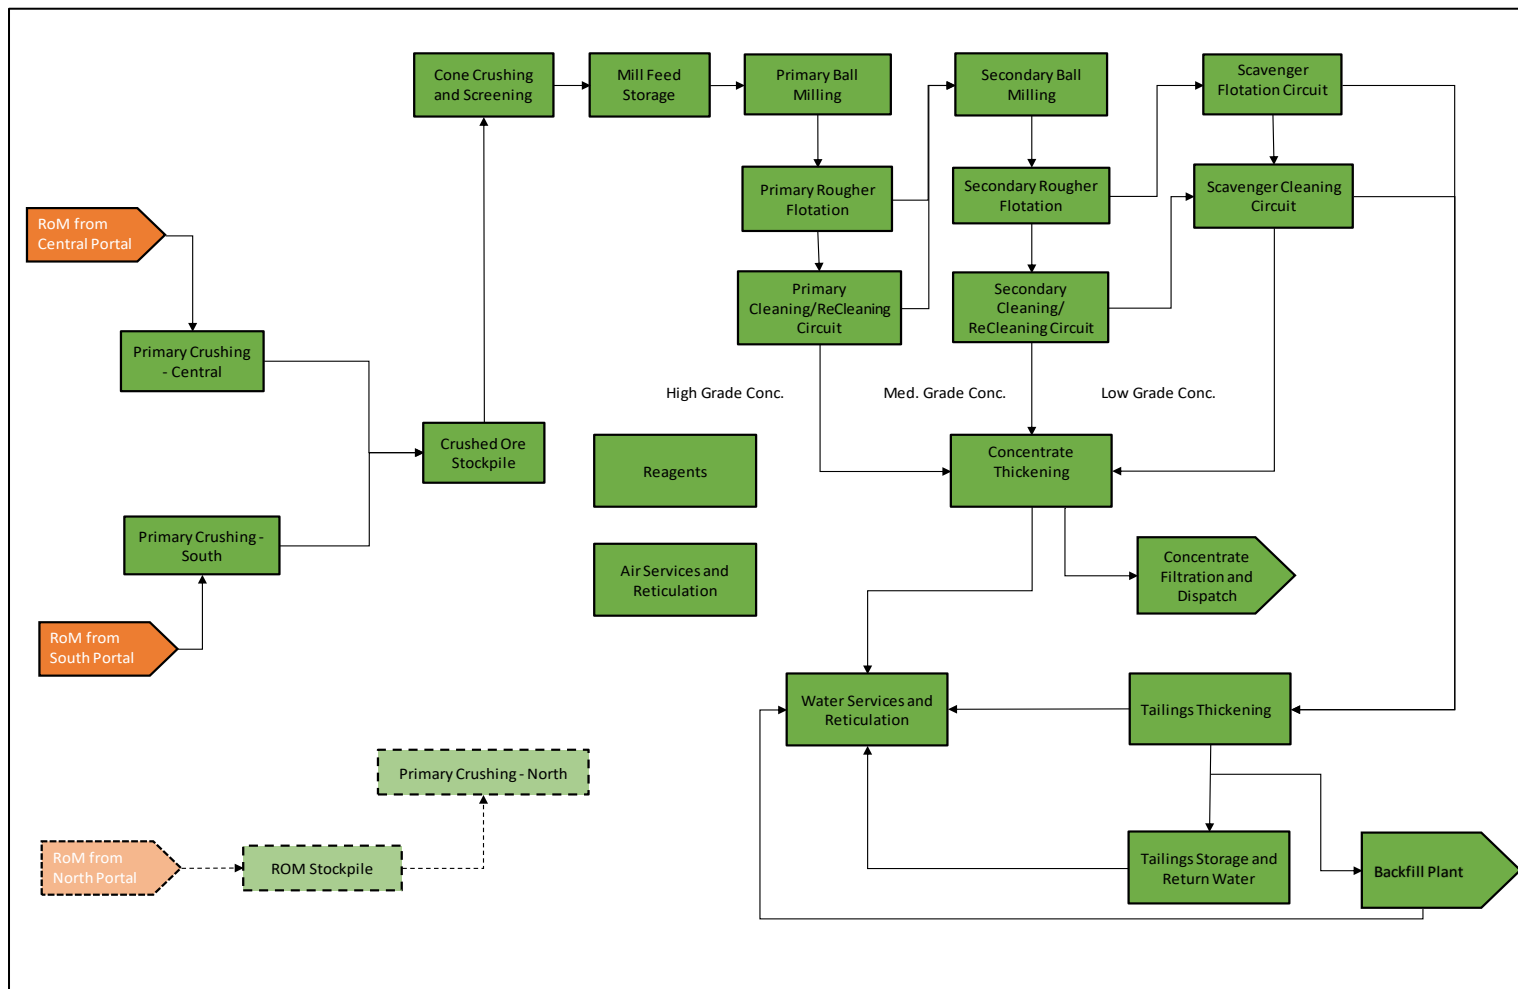 Cone Crushing
and Screening
Mill Feed
Storage
Primary Ball
Milling
Secondary Ball
Milling
Scavenger
Flotation Circuit
Primary Rougher
Flotation
Secondary Rougher
Flotation
Scavenger Cleaning
Circuit
RoM from
Central Portal
Primary
Cleaning/ReCleaning
Circuit
Secondary
Cleaning/
ReCleaning Circuit
Primary Crushing
- Central
High Grade Conc.
Med. Grade Conc.
Low Grade Conc.
Crushed Ore
Stockpile
Reagents
Concentrate
Thickening
Primary Crushing -
South
Air Services and
Reticulation
Concentrate
Filtration and
Dispatch
RoM from
South Portal
Water Services and
Reticulation
Tailings Thickening
Primary Crushing - North
RoM from
North Portal
ROM Stockpile
Tailings Storage and
Return Water
Backfill Plant